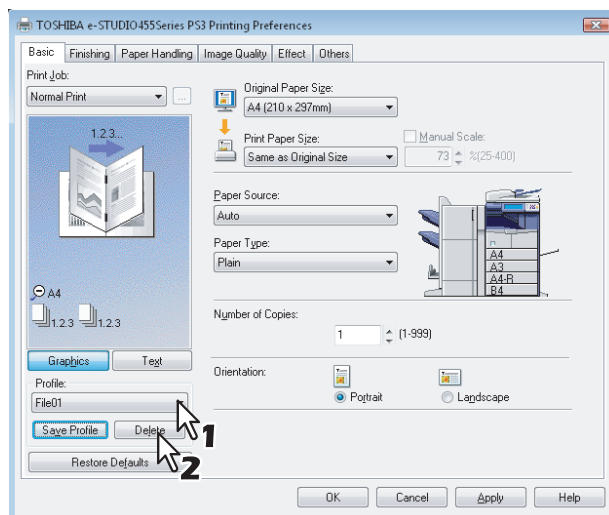 TOSHIBA e-STUDIO455Series PS3 Printing Preferences
Basic Finishing Paper Handling Image Quality Effect Others
Print Job:
Normal Print
...
1.2.3...
A4
1.2.3 1.2.3
Graphics Text
Profile:
File01
Save Profile Delete
1
2
Restore Defaults
Original Paper Size:
A4 (210 x 297mm)
Print Paper Size:
Same as Original Size
Manual Scale:
73 %(25-400)
Paper Source:
Auto
Paper Type:
Plain
A4
A3
A4-R
B4
Number of Copies:
1 (1-999)
Orientation:
Portrait Landscape
OK Cancel Apply Help